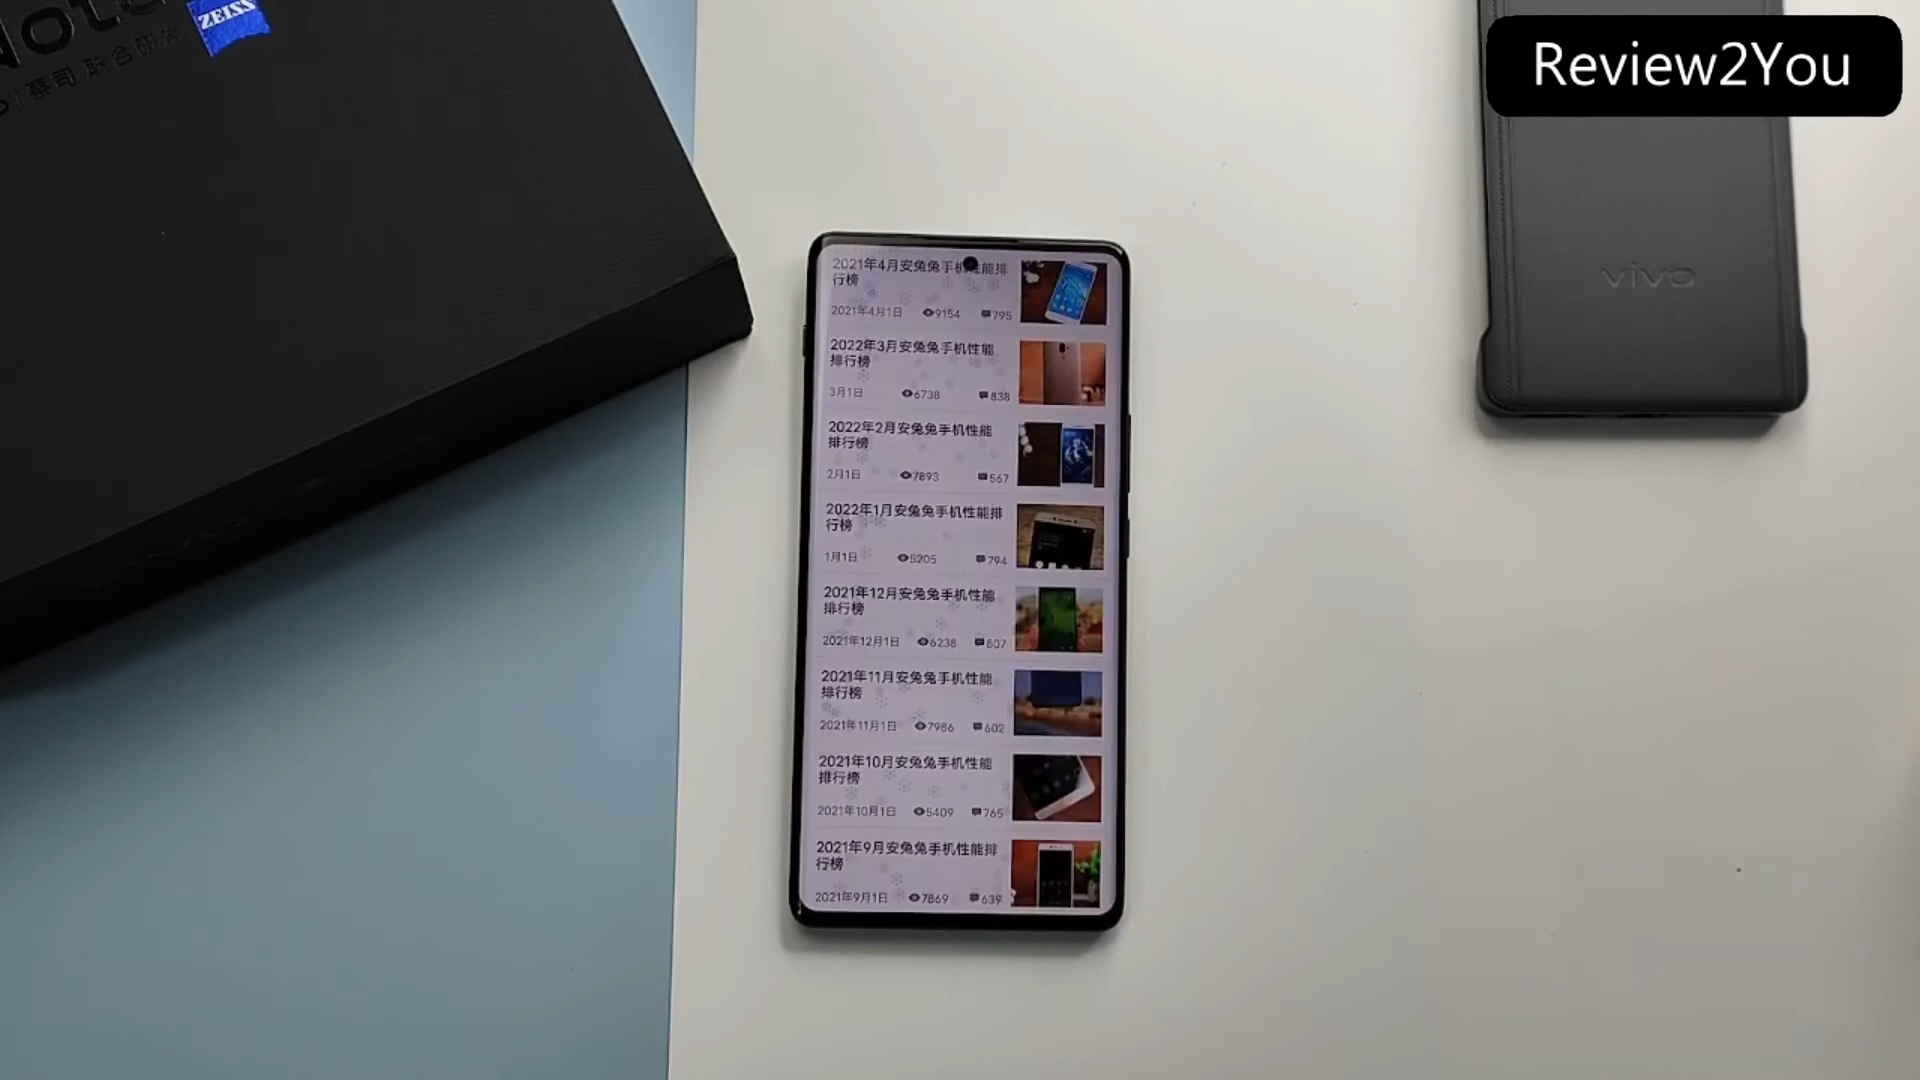 ZEISS
蔡司 联合研发
Review2You
vivo
2021年4月安兔兔手机性能排
行榜
2021年4月1日 9154 795
2022年3月安兔兔手机性能
排行榜
3月1日 6738 838
2022年2月安兔兔手机性能
排行榜
2月1日 7893 567
2022年1月安兔兔手机性能排
行榜
1月1日 5205 794
2021年12月安兔兔手机性能
排行榜
2021年12月1日 6238 807
2021年11月安兔兔手机性能
排行榜
2021年11月1日 7986 602
2021年10月安兔兔手机性能
排行榜
2021年10月1日 5409 765
2021年9月安兔兔手机性能排
行榜
2021年9月1日 7869 639